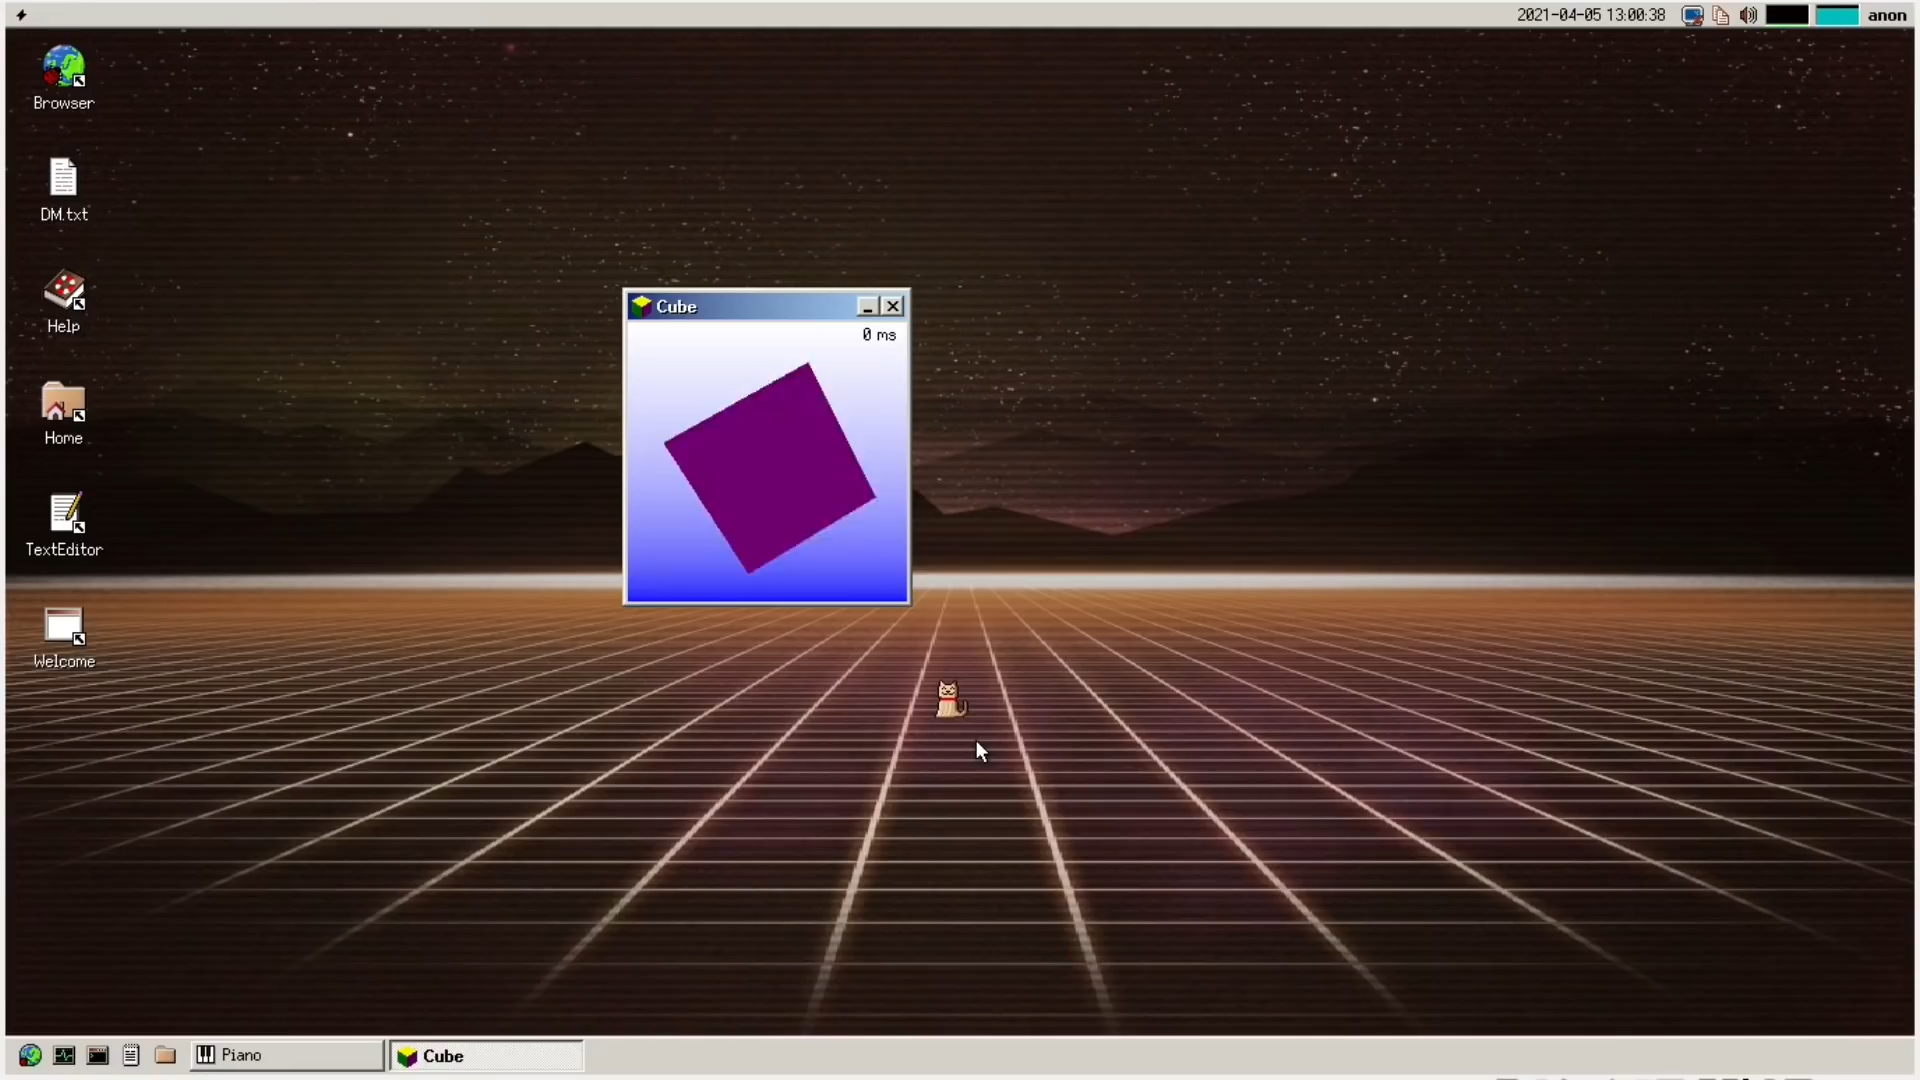 2021-04-05 13:00:38
anon
Browser
DM.txt
Help
Home
TextEditor
Welcome
Cube
0 ms
Piano
Cube